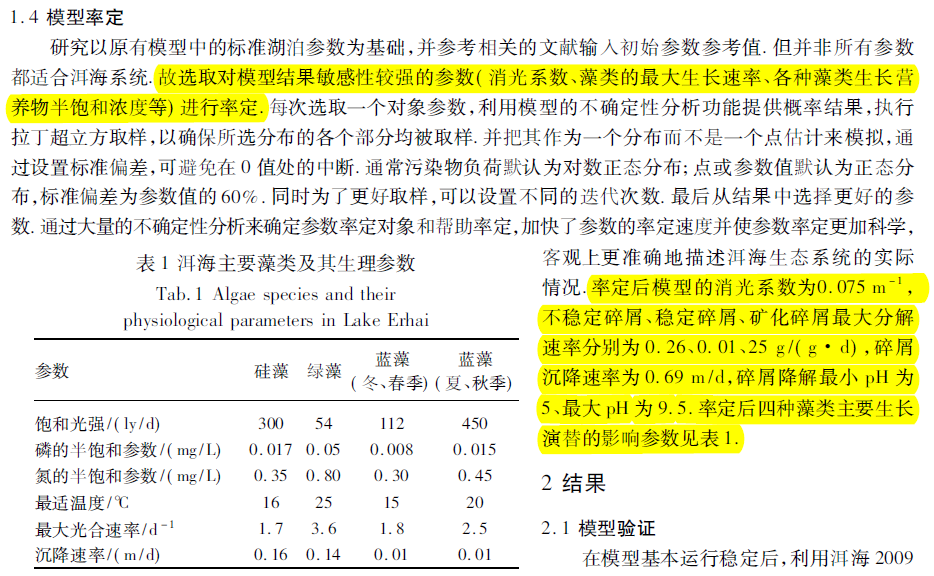 1.4 模型率定
研究以原有模型中的标准湖泊参数为基础,并参考相关的文献输入初始参数参考值. 但并非所有参数
都适合洱海系统. 故选取对模型结果敏感性较强的参数( 消光系数、藻类的最大生长速率、各种藻类生长营
养物半饱和浓度等) 进行率定. 每次选取一个对象参数, 利用模型的不确定性分析功能提供概率结果, 执行
拉丁超立方取样, 以确保所选分布的各个部分均被取样. 并把其作为一个分布而不是一个点估计来模拟, 通
过设置标准偏差, 可避免在 0 值处的中断. 通常污染物负荷默认为对数正态分布; 点或参数值默认为正态分
布, 标准偏差为参数值的 60%. 同时为了更好取样, 可以设置不同的迭代次数. 最后从结果中选择更好的参
数. 通过大量的不确定性分析来确定参数率定对象和帮助率定, 加快了参数的率定速度并使参数率定更加科学,
客观上更准确地描述洱海生态系统的实际
情况. 率定后模型的消光系数为0.075 m⁻¹,
不稳定碎屑、稳定碎屑、矿化碎屑最大分解
速率分别为 0.26、0.01、25 g/( g·d) , 碎屑
沉降速率为 0.69 m/d, 碎屑降解最小 pH 为
5、最大 pH 为 9.5. 率定后四种藻类主要生长
演替的影响参数见表 1.
表 1 洱海主要藻类及其生理参数
Tab.1 Algae species and their
physiological parameters in Lake Erhai
参数 硅藻 绿藻 蓝藻 (冬、春季) 蓝藻 (夏、秋季)
饱和光强/( ly/d) 300 54 112 450
磷的半饱和参数/( mg/L) 0.017 0.05 0.008 0.015
氮的半饱和参数/( mg/L) 0.35 0.80 0.30 0.45
最适温度/℃ 16 25 15 20
最大光合速率/d⁻¹ 1.7 3.6 1.8 2.5
沉降速率/( m/d) 0.16 0.14 0.01 0.01
2 结果
2.1 模型验证
在模型基本运行稳定后, 利用洱海 2009